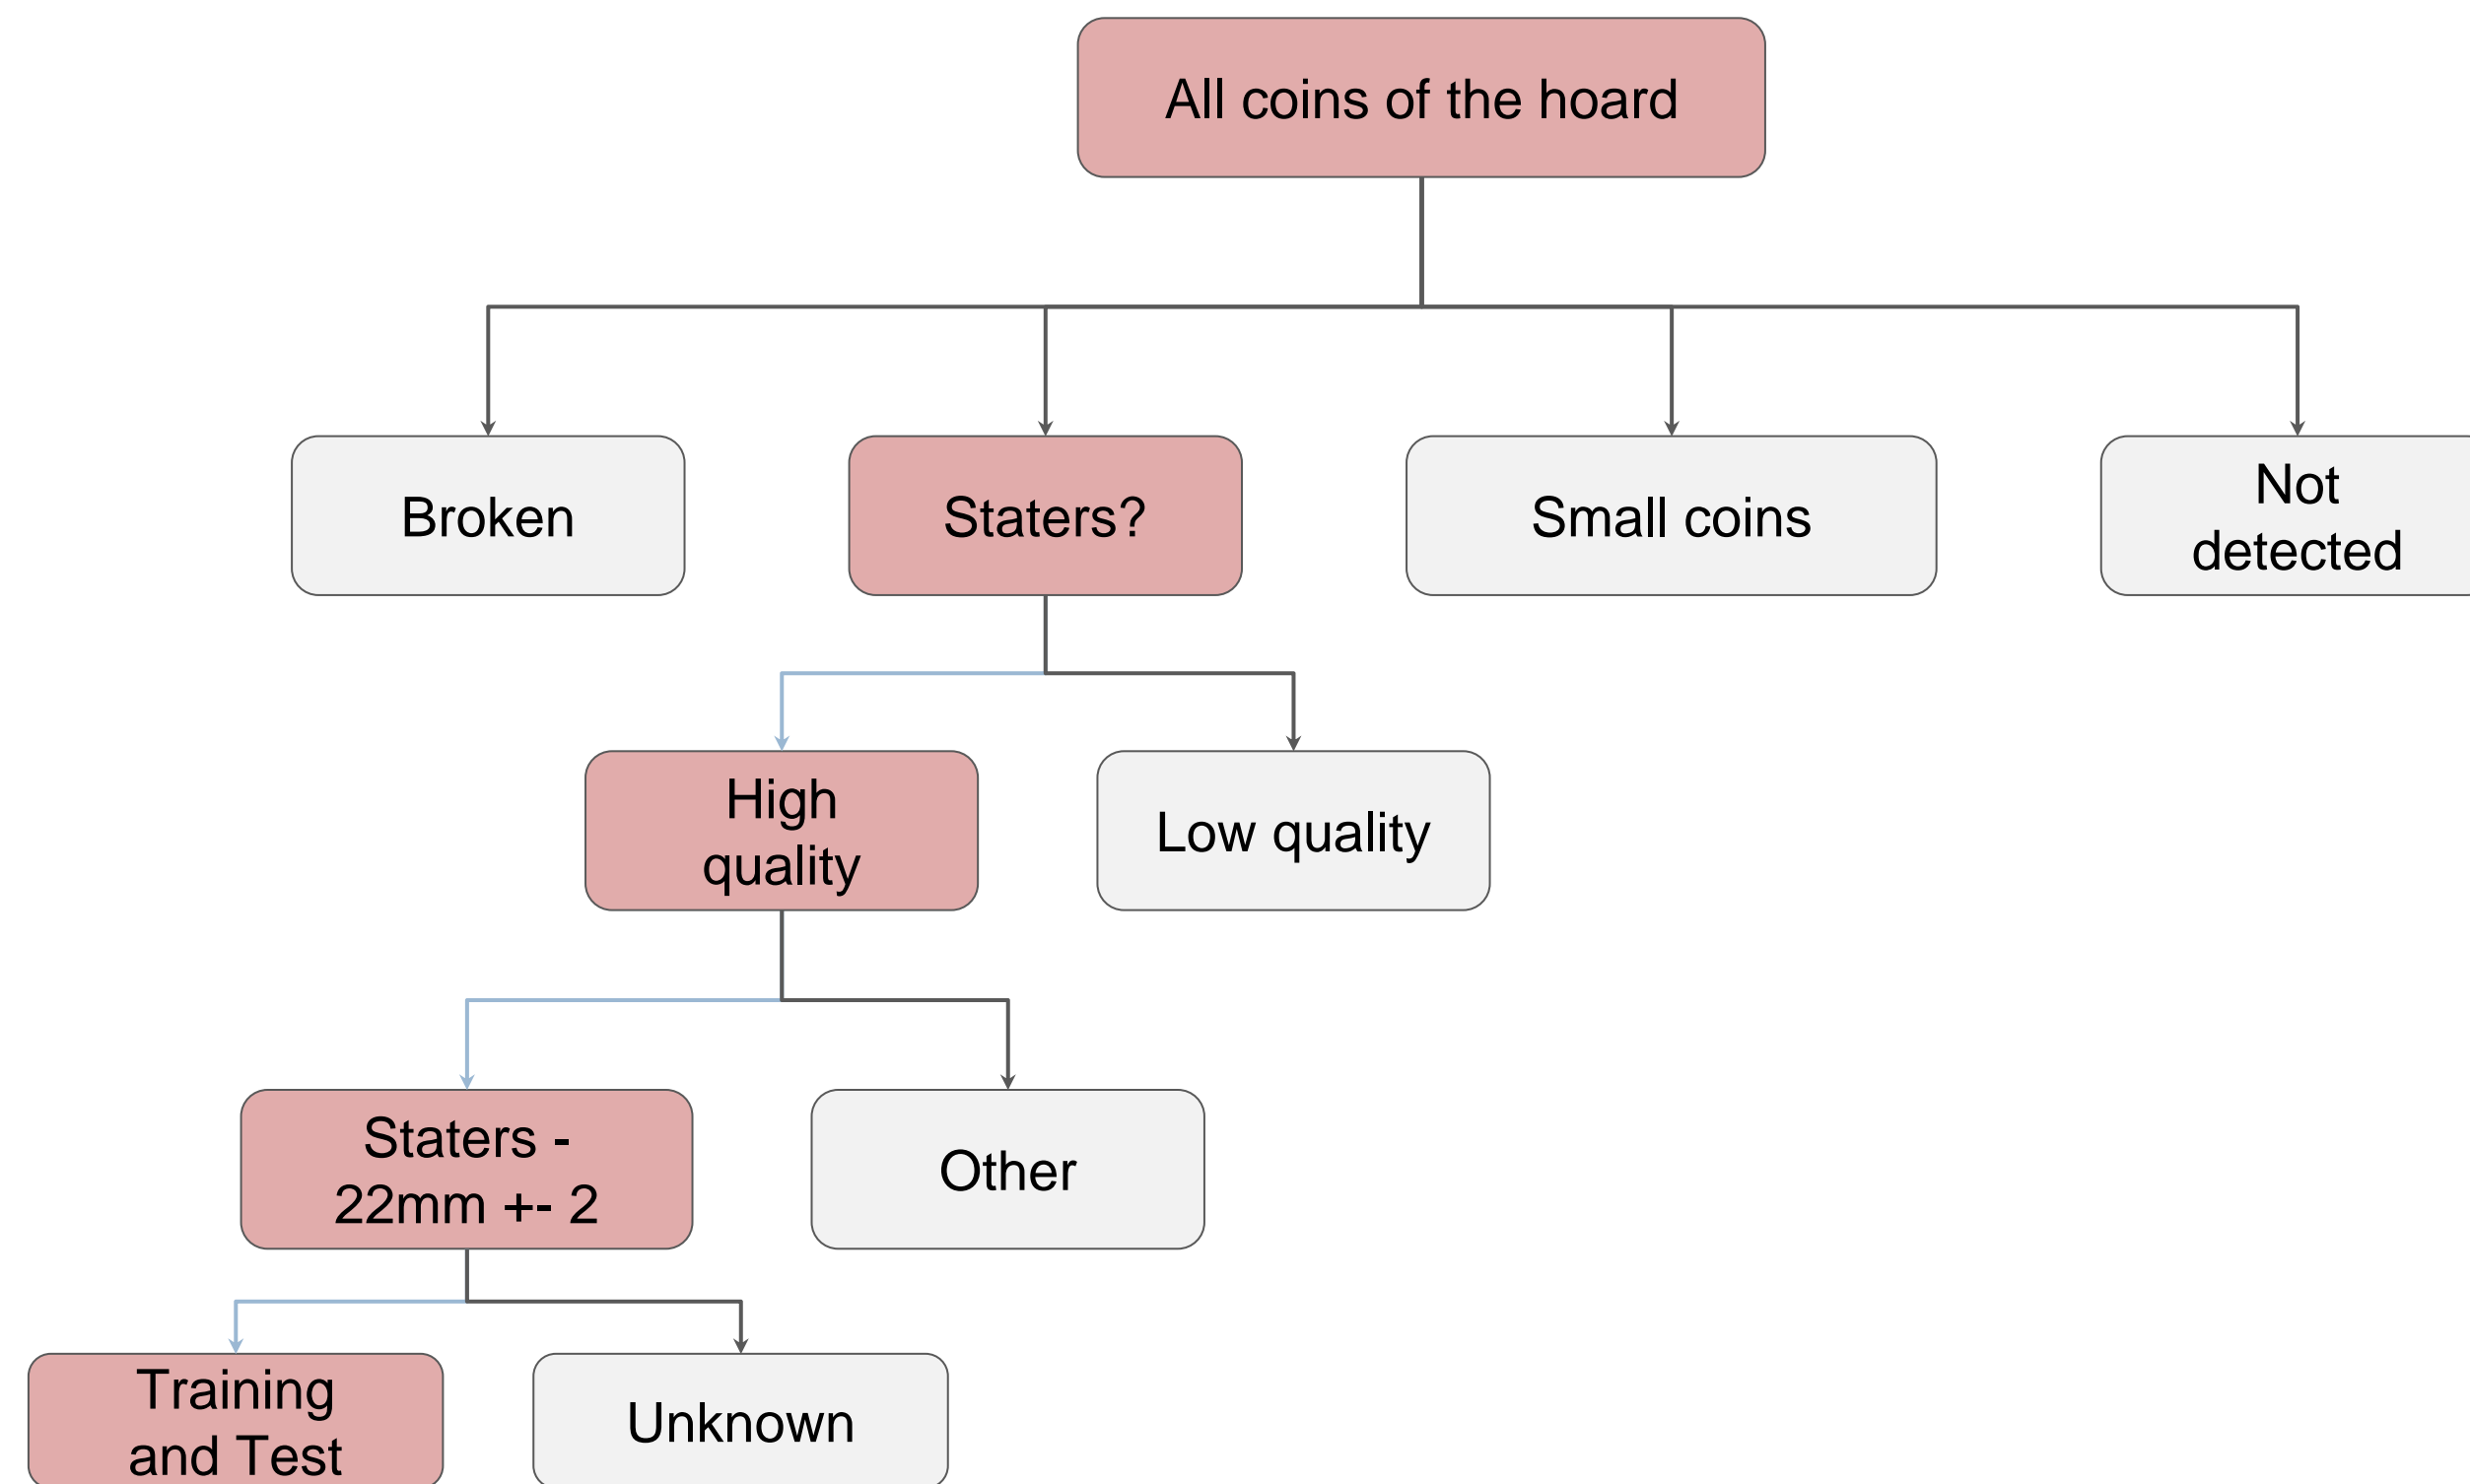 All coins of the hoard
Broken
Staters?
Small coins
Not
detected
High
quality
Low quality
Staters -
22mm +- 2
Other
Training
and Test
Unknown